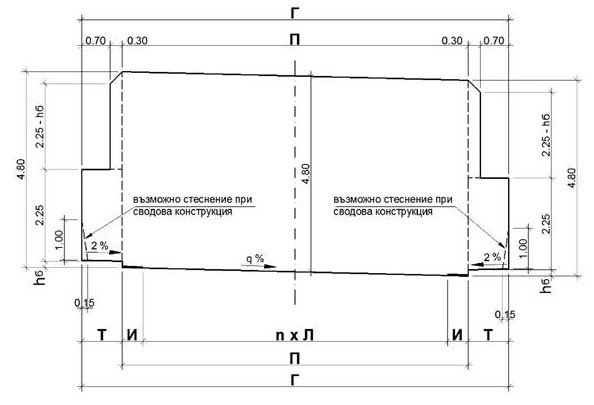 Г
0.70 0.30 П 0.30 0.70
2.25 - hб
4.80
2.25
1.00
hб
0.15
възможно стеснение при
сводова конструкция
2 %
q %
4.80
възможно стеснение при
сводова конструкция
2 %
2.25 - hб
4.80
2.25
1.00
hб
0.15
Т И n x Л И Т
П
Г